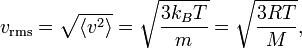 v_rms = √⟨v²⟩ = √(3k_BT / m) = √(3RT / M),